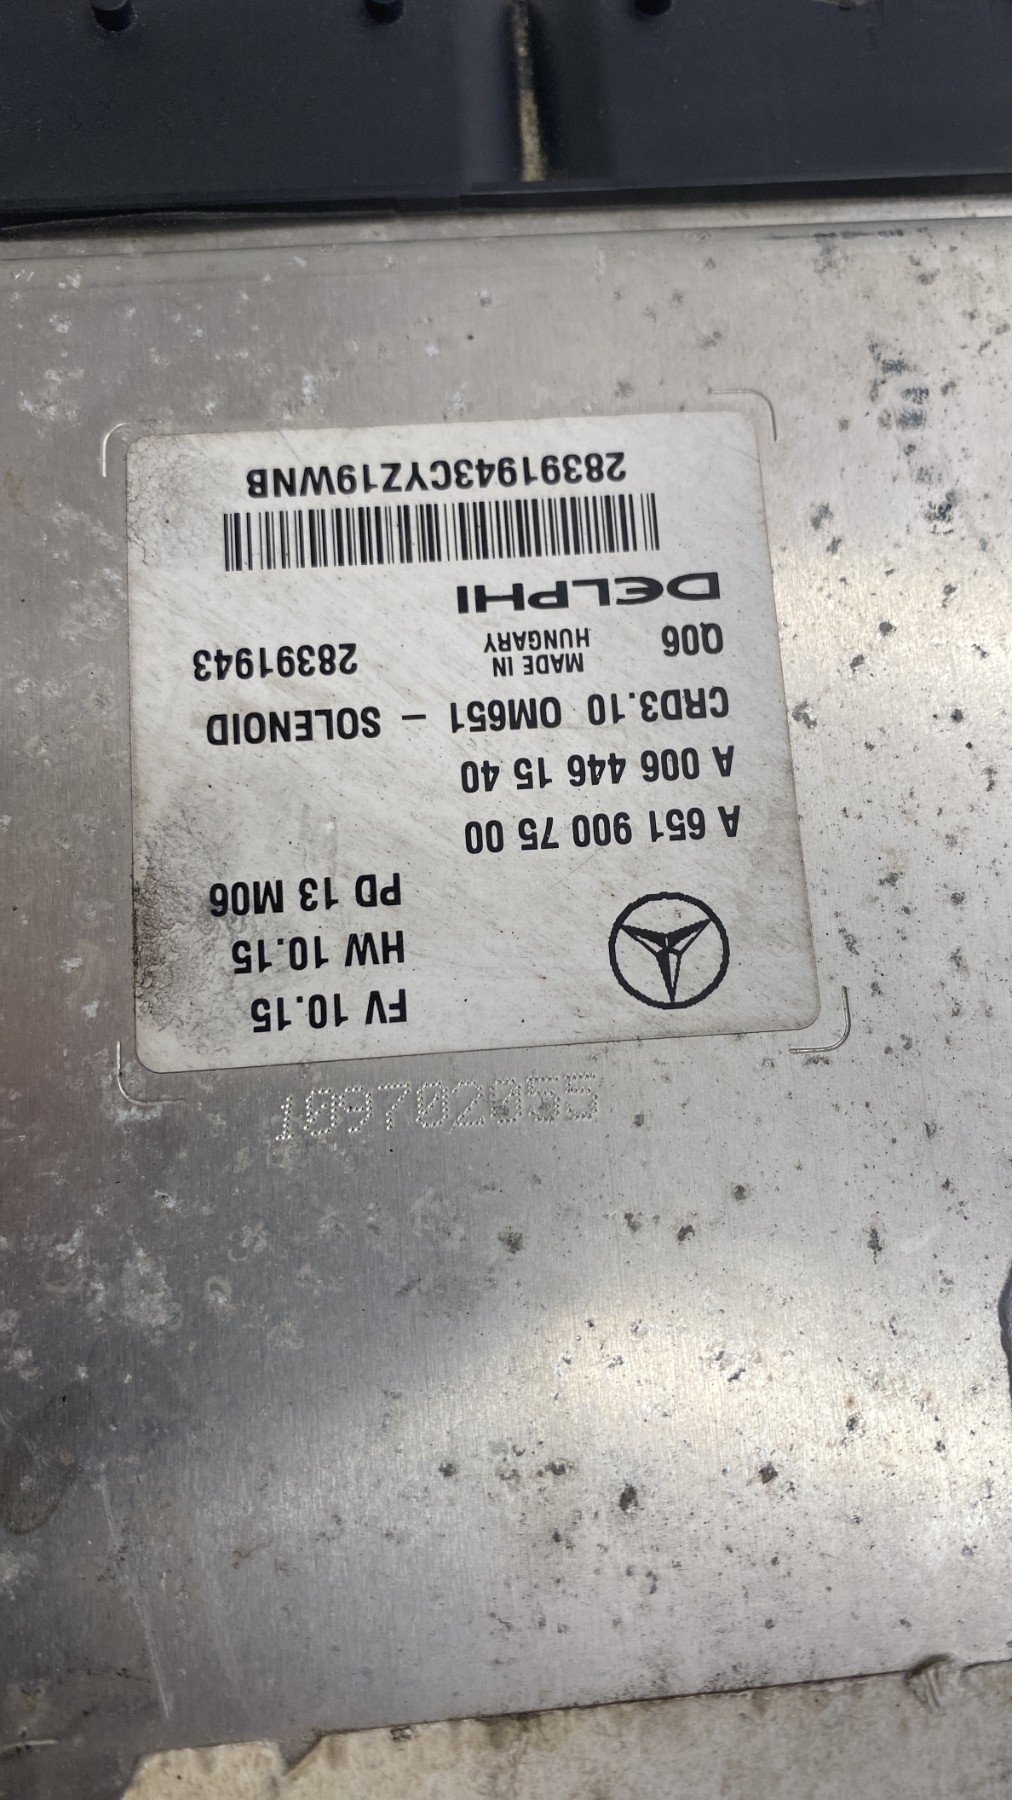 FV 10.15
HW 10.15
PD 13 M06
A 651 900 75 00
A 006 446 15 40
CRD3.10 OM651 - SOLENOID
Q06 MADE IN HUNGARY 28391943
DELPHI
28391943CYZ19WNB
109702055